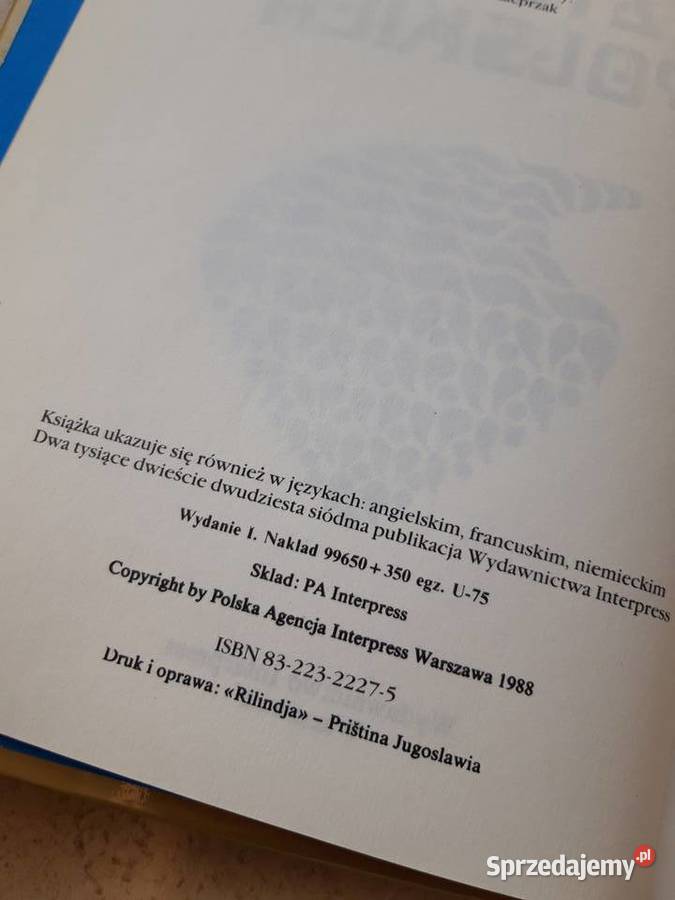 Książka ukazuje się również w językach: angielskim, francuskim, niemieckim
Dwa tysiące dwieście dwudziesta siódma publikacja Wydawnictwa Interpress
Wydanie I. Nakład 99650+350 egz. U-75
Skład: PA Interpress
Copyright by Polska Agencja Interpress Warszawa 1988
ISBN 83-223-2227-5
Druk i oprawa: «Rilindja» – Priština Jugoslawia
Sprzedajemy.pl